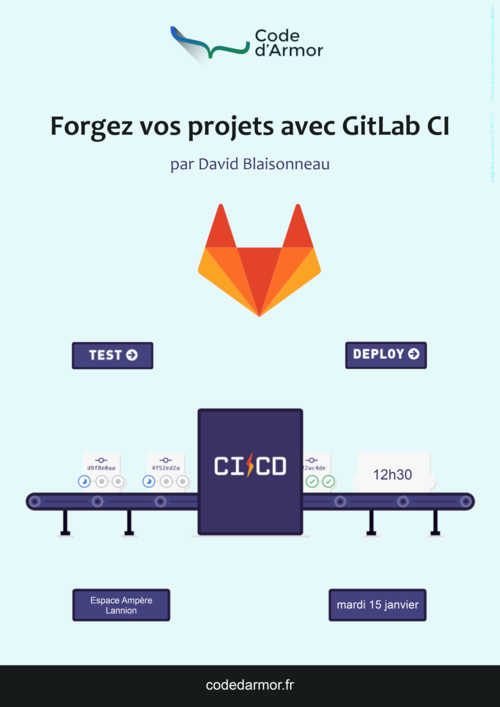 Code
d'Armor
Forgez vos projets avec GitLab CI
par David Blaisonneau
TEST
DEPLOY
d9f8e0aa
4f52ed2a
CI CD
22ac4de
12h30
Espace Ampère
Lannion
mardi 15 janvier
codedarmor.fr